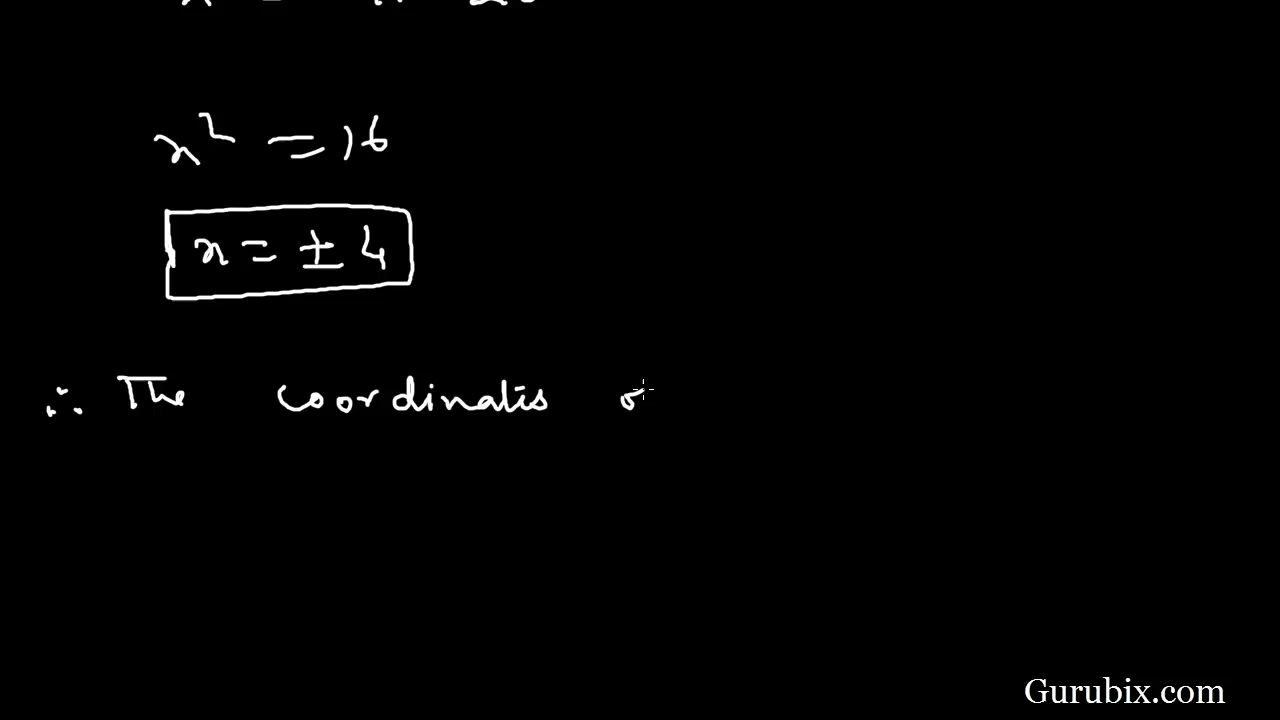 x² = 16
x = ± 4
∴ The coordinates o
Gurubix.com